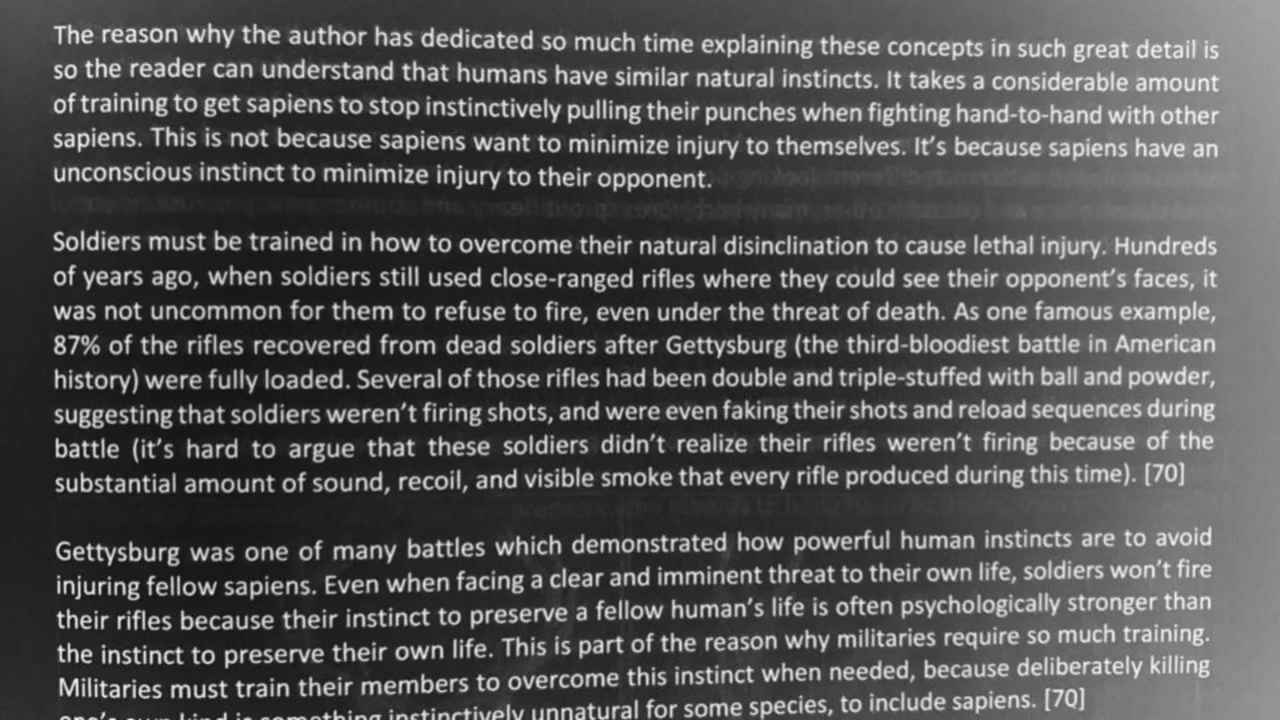 The reason why the author has dedicated so much time explaining these concepts in such great detail is
so the reader can understand that humans have similar natural instincts. It takes a considerable amount
of training to get sapiens to stop instinctively pulling their punches when fighting hand-to-hand with other
sapiens. This is not because sapiens want to minimize injury to themselves. It's because sapiens have an
unconscious instinct to minimize injury to their opponent.
Soldiers must be trained in how to overcome their natural disinclination to cause lethal injury. Hundreds
of years ago, when soldiers still used close-ranged rifles where they could see their opponent's faces, it
was not uncommon for them to refuse to fire, even under the threat of death. As one famous example,
87% of the rifles recovered from dead soldiers after Gettysburg (the third-bloodiest battle in American
history) were fully loaded. Several of those rifles had been double and triple-stuffed with ball and powder,
suggesting that soldiers weren't firing shots, and were even faking their shots and reload sequences during
battle (it's hard to argue that these soldiers didn't realize their rifles weren't firing because of the
substantial amount of sound, recoil, and visible smoke that every rifle produced during this time). [70]
Gettysburg was one of many battles which demonstrated how powerful human instincts are to avoid
injuring fellow sapiens. Even when facing a clear and imminent threat to their own life, soldiers won't fire
their rifles because their instinct to preserve a fellow human's life is often psychologically stronger than
the instinct to preserve their own life. This is part of the reason why militaries require so much training.
Militaries must train their members to overcome this instinct when needed, because deliberately killing
one's own kind is something instinctively unnatural for some species, to include sapiens. [70]